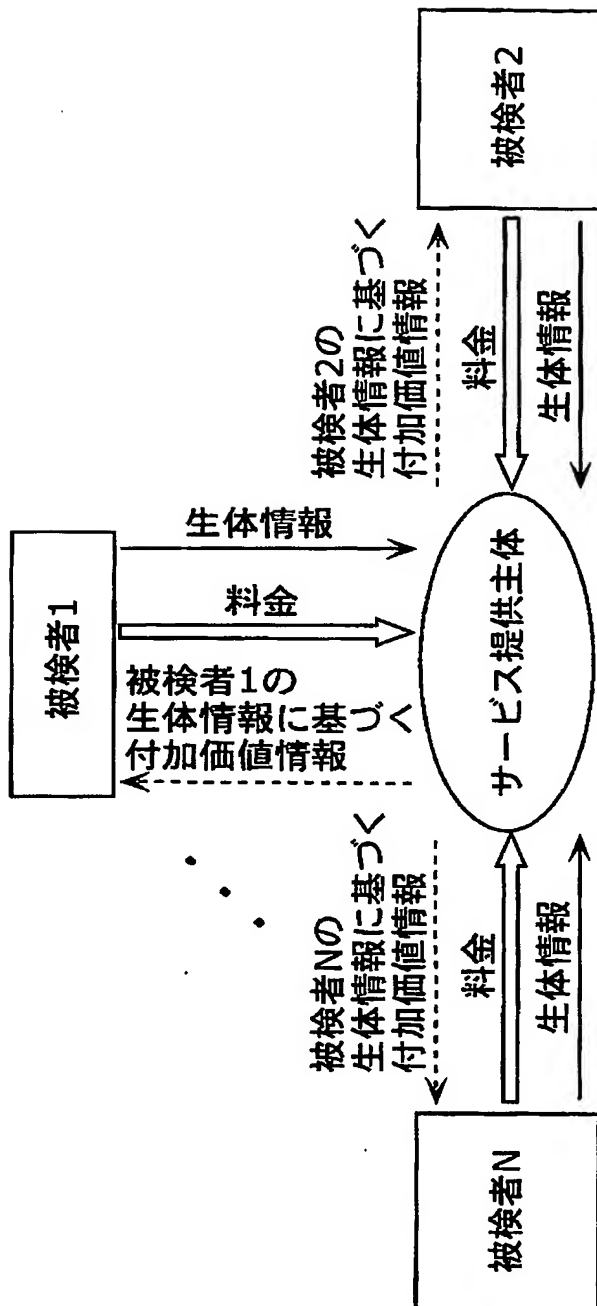 被検者1
生体情報
料金
被検者1の
生体情報に基づく
付加価値情報
被検者Nの
生体情報に基づく
付加価値情報
料金
生体情報
被検者N
サービス提供主体
被検者2の
生体情報に基づく
付加価値情報
料金
生体情報
被検者2